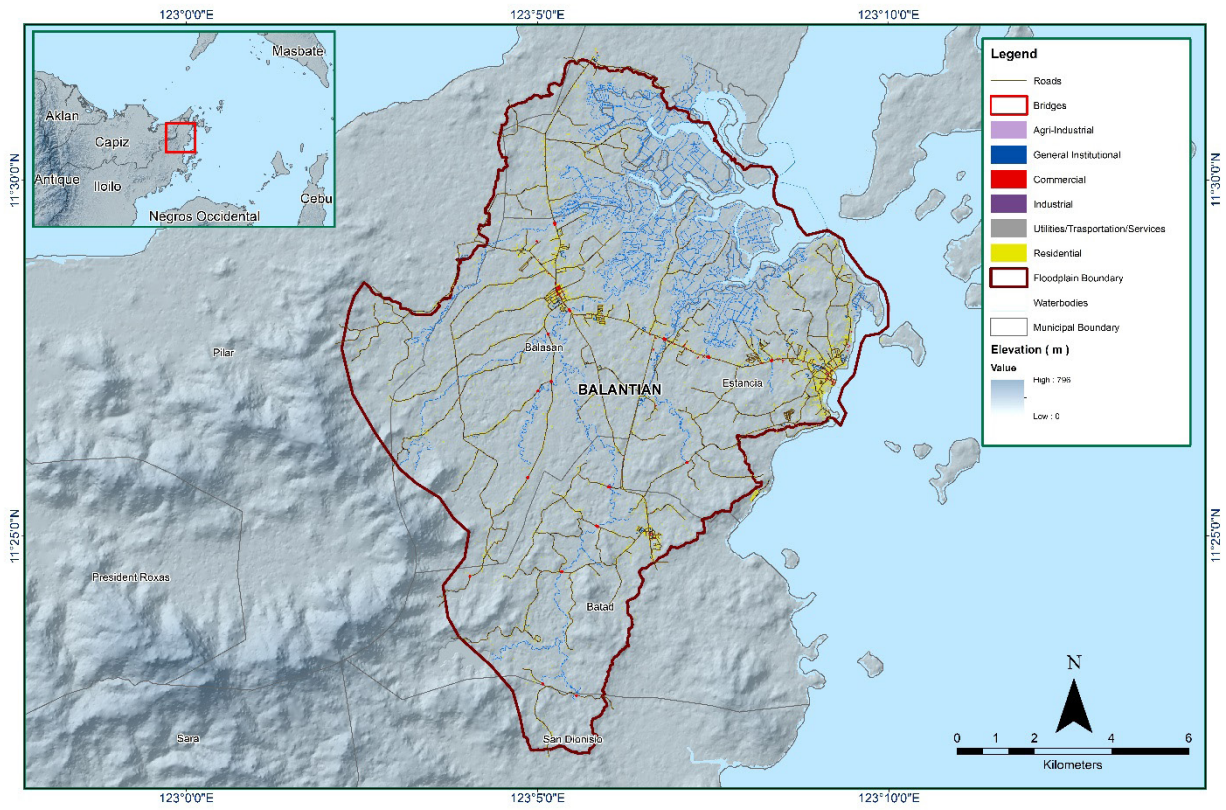 123°0'0"E
123°5'0"E
123°10'0"E
Masbate
Aklan
Capiz
Antique
Iloilo
Cebu
Negros Occidental
Legend
Roads
Bridges
Agri-Industrial
General Institutional
Commercial
Industrial
Utilities/Trasportation/Services
Residential
Floodplain Boundary
Waterbodies
Municipal Boundary
Elevation ( m )
Value
High : 796
Low : 0
11°30'0"N
11°30'0"N
Pilar
Balasan
Estancia
BALANTIAN
11°25'0"N
11°25'0"N
President Roxas
Batad
Sara
San Dionisio
N
0 2 4 6
Kilometers
123°0'0"E
123°5'0"E
123°10'0"E